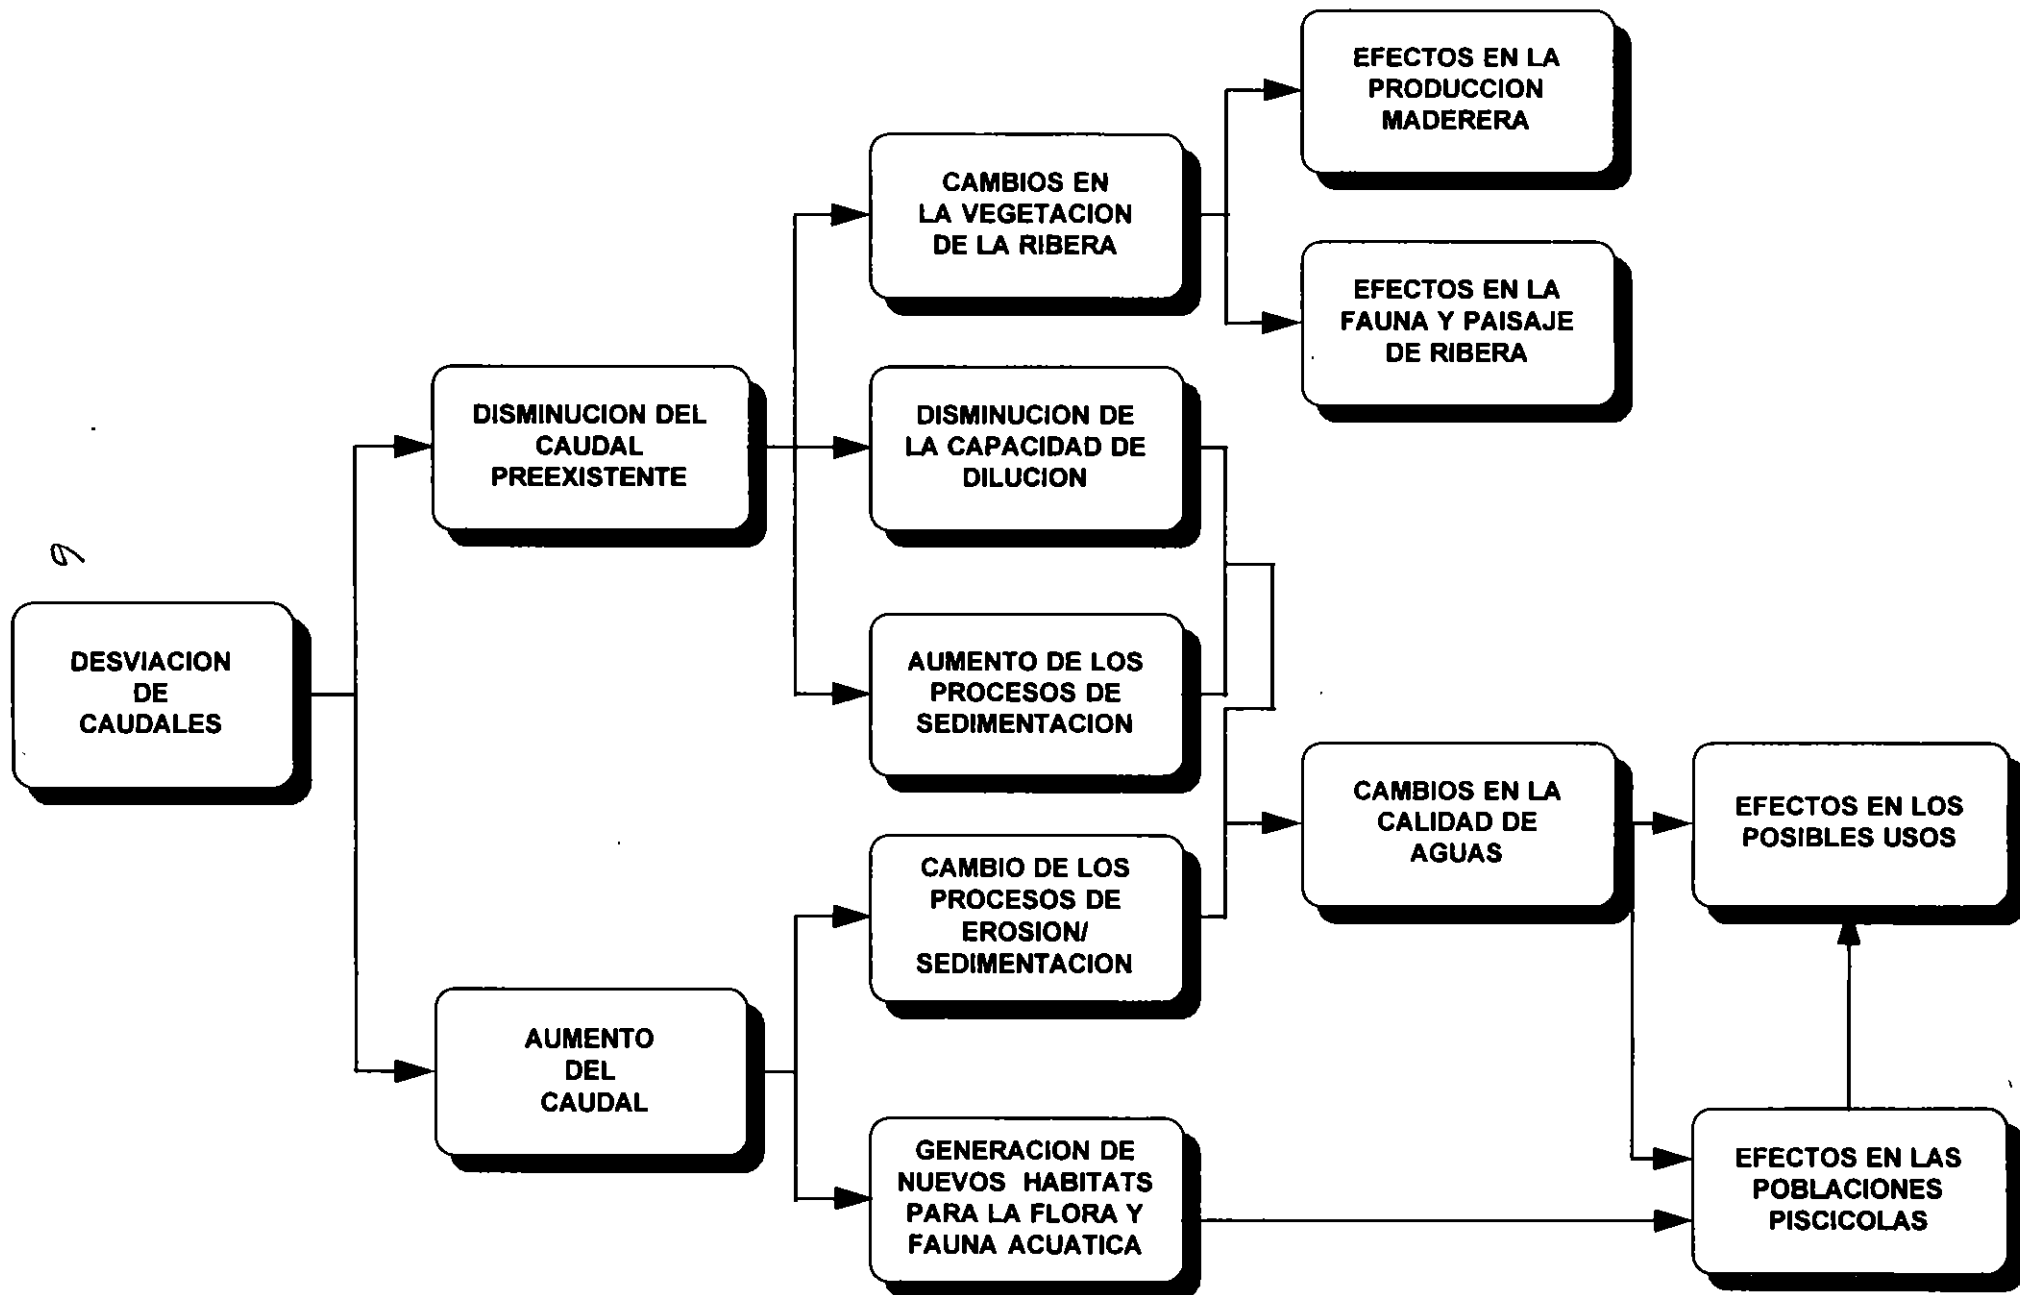 EFECTOS EN LA
PRODUCCION
MADERERA
CAMBIOS EN
LA VEGETACION
DE LA RIBERA
EFECTOS EN LA
FAUNA Y PAISAJE
DE RIBERA
DISMINUCION DEL
CAUDAL
PREEXISTENTE
DISMINUCION DE
LA CAPACIDAD DE
DILUCION
DESVIACION
DE
CAUDALES
AUMENTO DE LOS
PROCESOS DE
SEDIMENTACION
CAMBIOS EN LA
CALIDAD DE
AGUAS
EFECTOS EN LOS
POSIBLES USOS
CAMBIO DE LOS
PROCESOS DE
EROSION/
SEDIMENTACION
AUMENTO
DEL
CAUDAL
GENERACION DE
NUEVOS HABITATS
PARA LA FLORA Y
FAUNA ACUATICA
EFECTOS EN LAS
POBLACIONES
PISCICOLAS